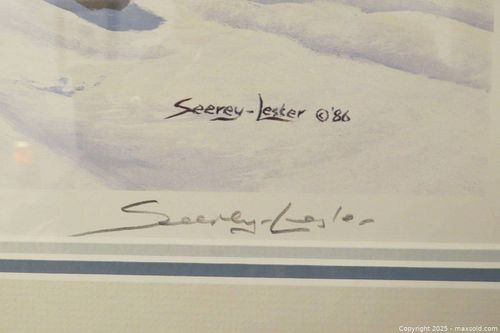 Seerey-Lester ©'86
Seerey-Lester
Copyright 2025 - maxsold.com